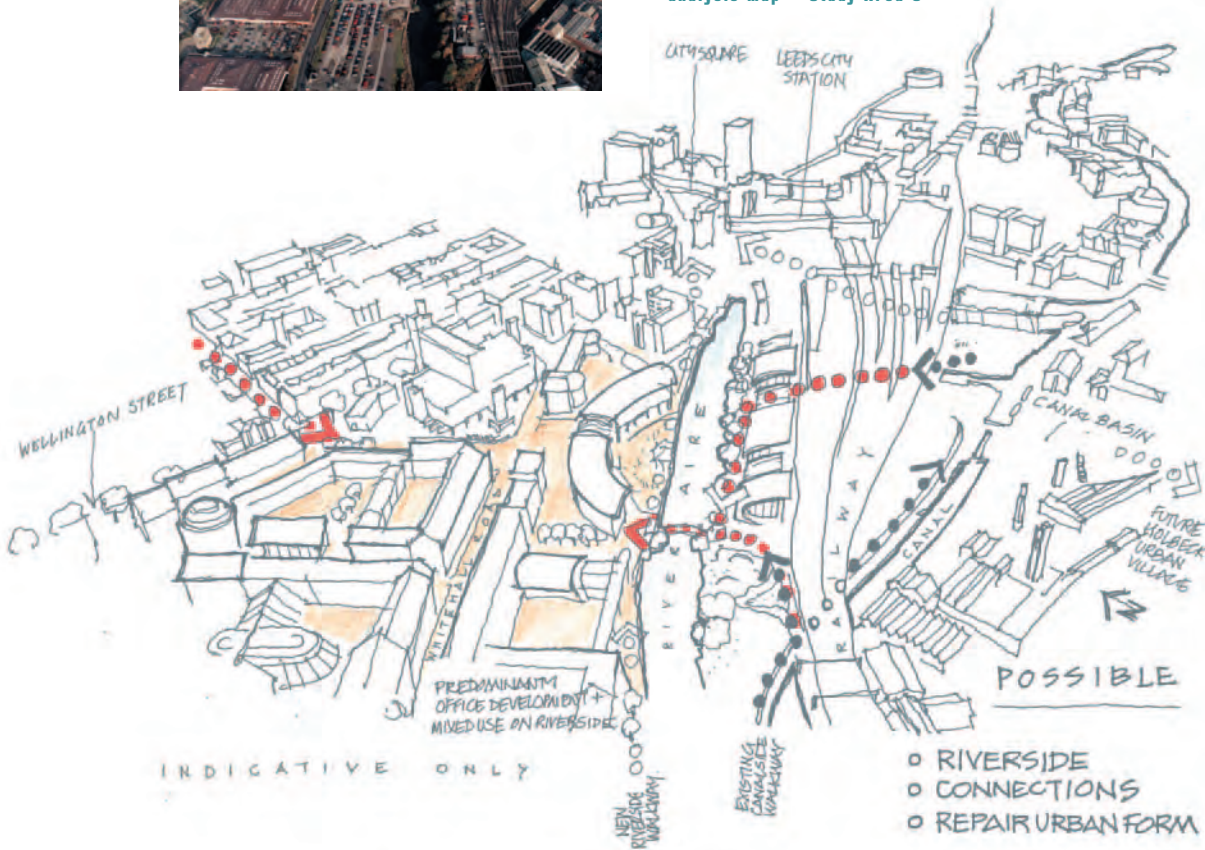 CITY SQUARE
LEEDS CITY
STATION
WELLINGTON STREET
WHITEHALL ROAD
RIVER AIRE
RAILWAY
CANAL
CANAL BASIN
FUTURE
HOLBECK
URBAN
VILLAGE
PREDOMINANTLY
OFFICE DEVELOPMENT +
MIXED USE ON RIVERSIDE
INDICATIVE ONLY
NEW
RIVERSIDE
WALKWAY.
EXISTING
CANALSIDE
WALKWAY
POSSIBLE
RIVERSIDE
CONNECTIONS
REPAIR URBAN FORM